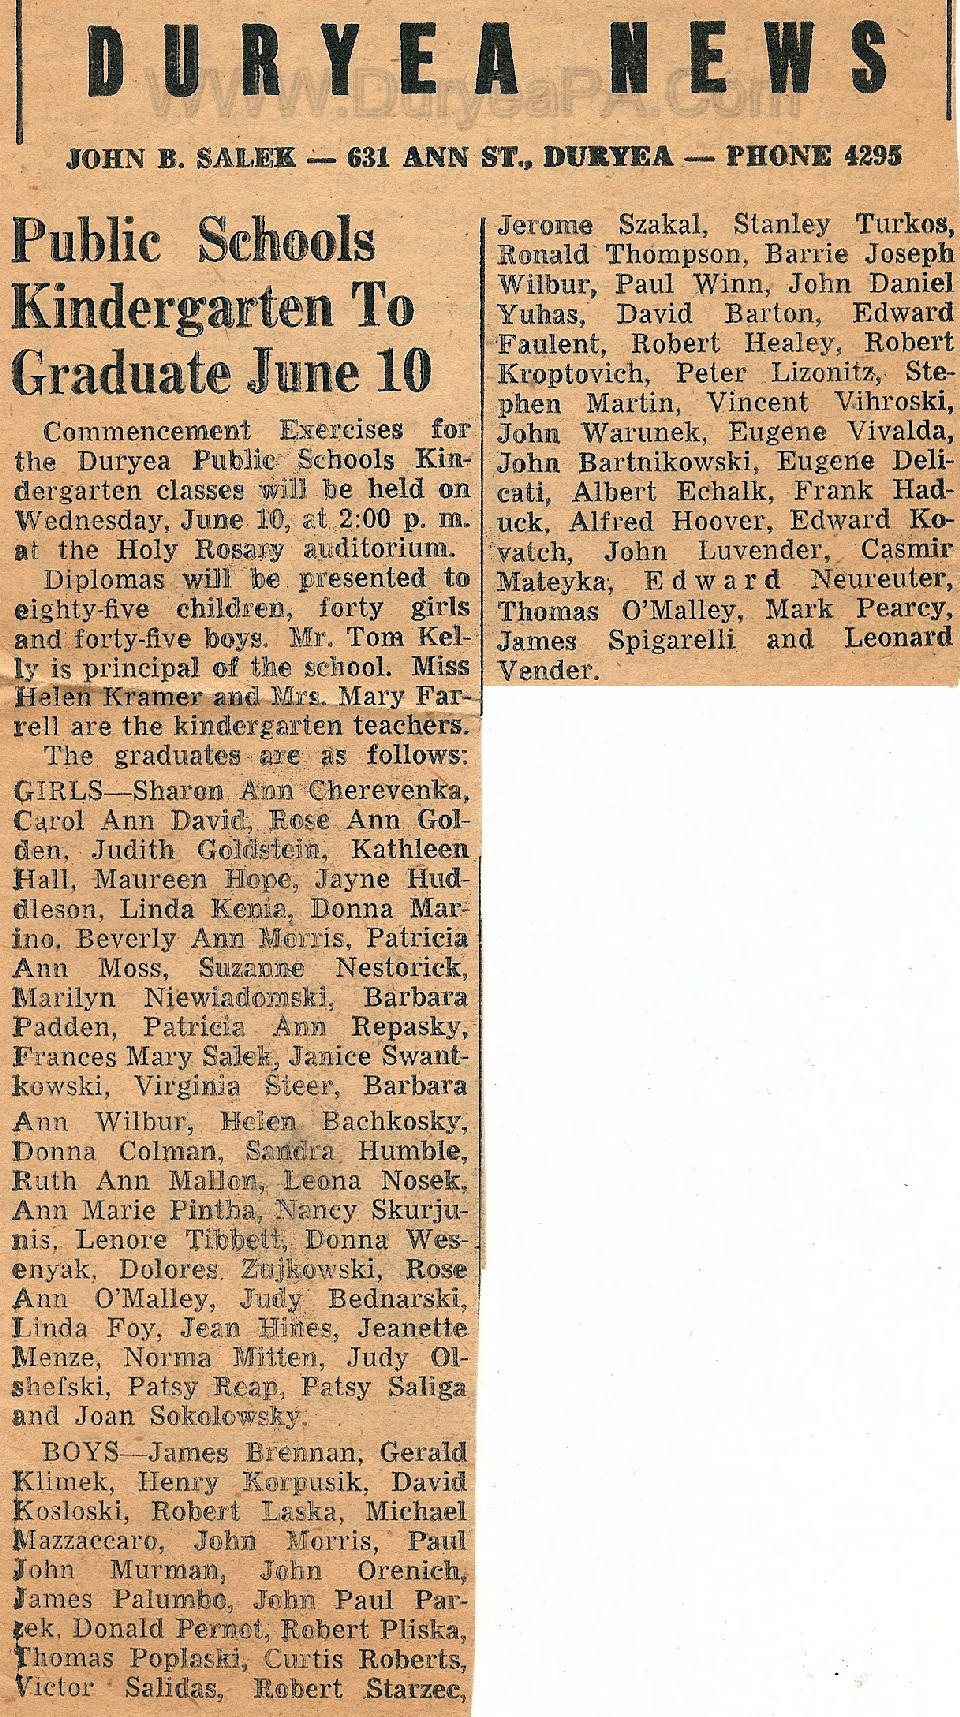 DURYEA NEWS
WWW.DuryeaPA.Com
JOHN B. SALEK — 631 ANN ST., DURYEA — PHONE 4295
Public Schools
Kindergarten To
Graduate June 10
Commencement Exercises for
the Duryea Public Schools Kin-
dergarten classes will be held on
Wednesday, June 10, at 2:00 p. m.
at the Holy Rosary auditorium.
Diplomas will be presented to
eighty-five children, forty girls
and forty-five boys. Mr. Tom Kel-
ly is principal of the school. Miss
Helen Kramer and Mrs. Mary Far-
rell are the kindergarten teachers.
The graduates are as follows:
GIRLS—Sharon Ann Cherevenka,
Carol Ann David, Rose Ann Gol-
den, Judith Goldstein, Kathleen
Hall, Maureen Hope, Jayne Hud-
dleson, Linda Kenia, Donna Mar-
ino, Beverly Ann Morris, Patricia
Ann Moss, Suzanne Nestorick,
Marilyn Niewiadomski, Barbara
Padden, Patricia Ann Repasky,
Frances Mary Salek, Janice Swant-
kowski, Virginia Steer, Barbara
Ann Wilbur, Helen Bachkosky,
Donna Colman, Sandra Humble,
Ruth Ann Mallon, Leona Nosek,
Ann Marie Pintha, Nancy Skurju-
nis, Lenore Tibbett, Donna Wes-
enyak, Dolores Zujkowski, Rose
Ann O'Malley, Judy Bednarski,
Linda Foy, Jean Hines, Jeanette
Menze, Norma Mitten, Judy Ol-
shefski, Patsy Reap, Patsy Saliga
and Joan Sokolowsky.
BOYS—James Brennan, Gerald
Klimek, Henry Korpusik, David
Kosloski, Robert Laska, Michael
Mazzaccaro, John Morris, Paul
John Murman, John Orenich,
James Palumbo, John Paul Par-
zek, Donald Pernot, Robert Pliska,
Thomas Poplaski, Curtis Roberts,
Victor Salidas, Robert Starzec,
Jerome Szakal, Stanley Turkos,
Ronald Thompson, Barrie Joseph
Wilbur, Paul Winn, John Daniel
Yuhas, David Barton, Edward
Faulent, Robert Healey, Robert
Kroptovich, Peter Lizonitz, Ste-
phen Martin, Vincent Vihroski,
John Warunek, Eugene Vivalda,
John Bartnikowski, Eugene Deli-
cati, Albert Echalk, Frank Had-
uck, Alfred Hoover, Edward Ko-
vatch, John Luvender, Casmir
Mateyka, Edward Neureuter,
Thomas O'Malley, Mark Pearcy,
James Spigarelli and Leonard
Vender.